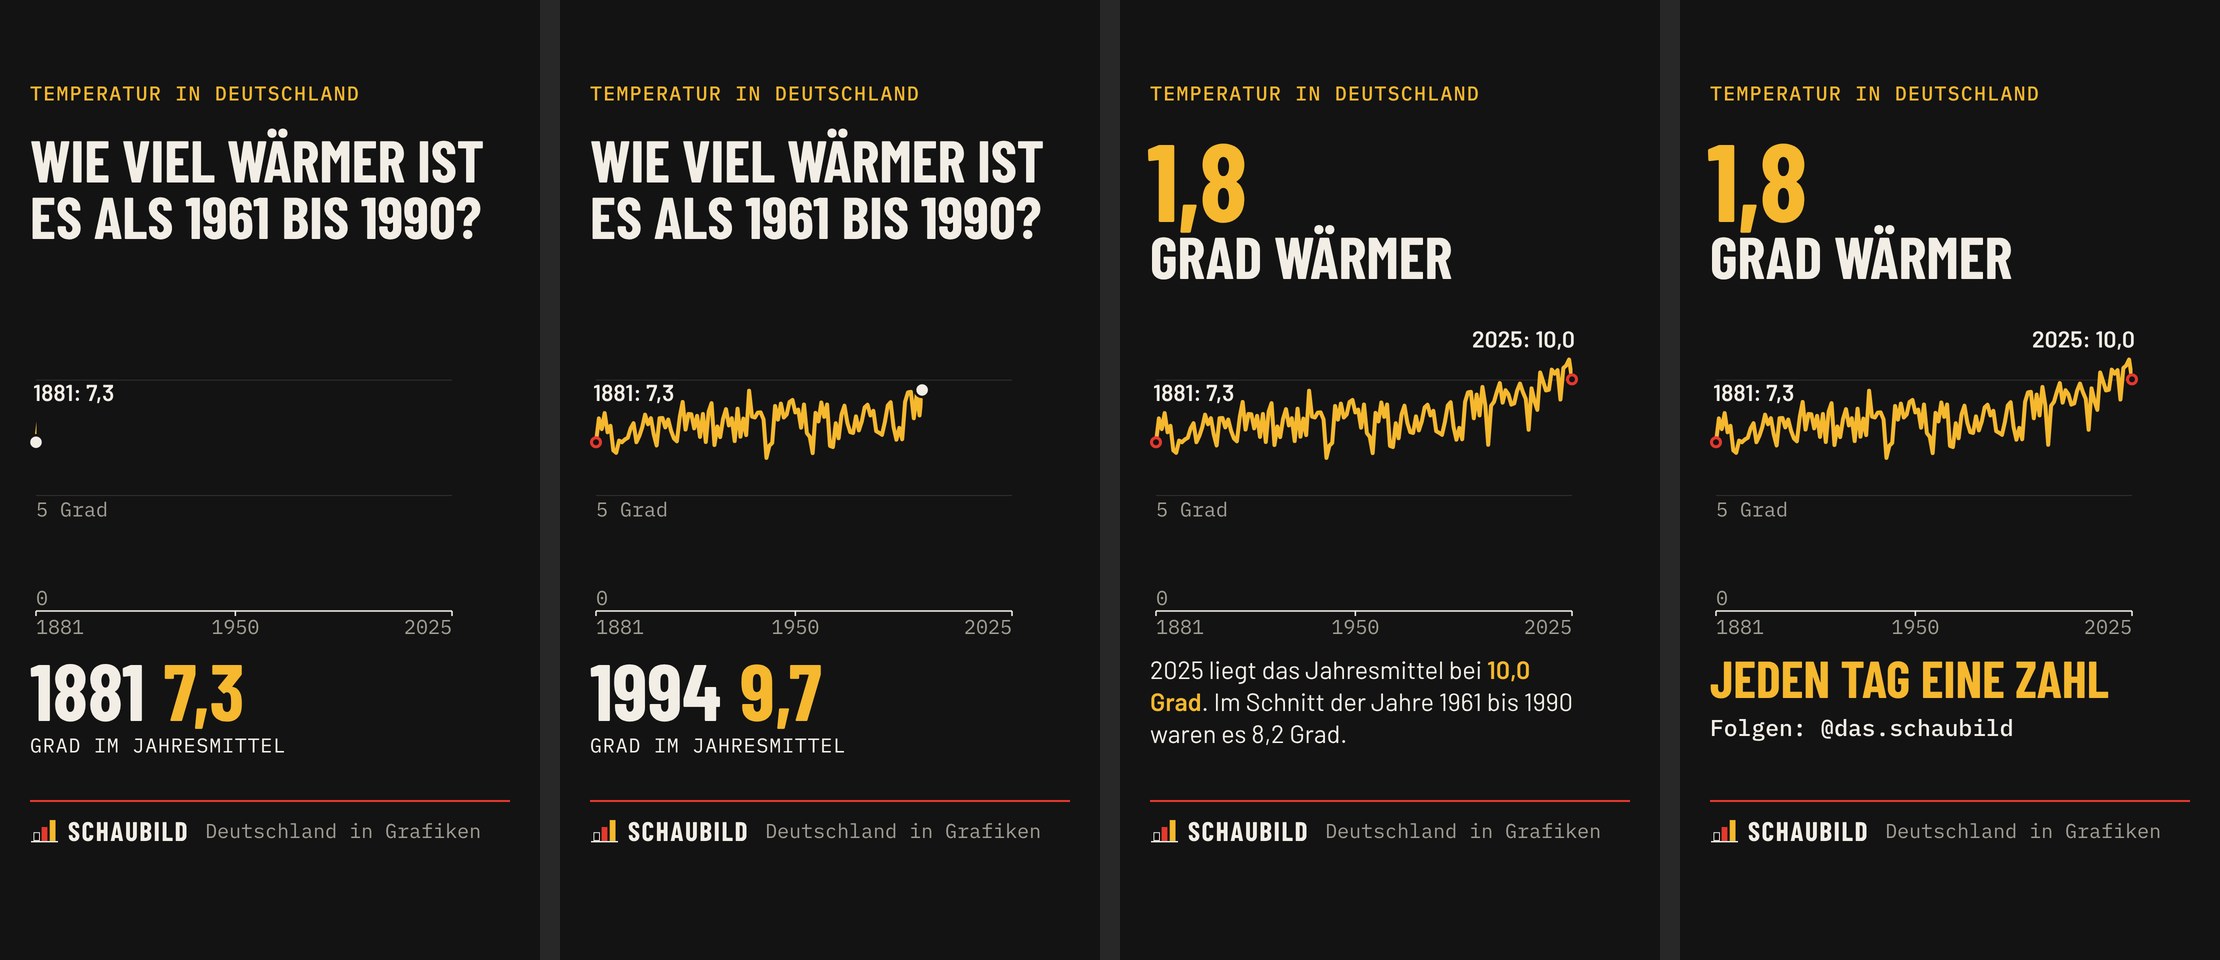 TEMPERATUR IN DEUTSCHLAND
WIE VIEL WÄRMER IST
ES ALS 1961 BIS 1990?
1881: 7,3
5 Grad
0
1881 1950 2025
1881 7,3
GRAD IM JAHRESMITTEL
SCHAUBILD Deutschland in Grafiken
TEMPERATUR IN DEUTSCHLAND
WIE VIEL WÄRMER IST
ES ALS 1961 BIS 1990?
1881: 7,3
5 Grad
0
1881 1950 2025
1994 9,7
GRAD IM JAHRESMITTEL
SCHAUBILD Deutschland in Grafiken
TEMPERATUR IN DEUTSCHLAND
1,8
GRAD WÄRMER
2025: 10,0
1881: 7,3
5 Grad
0
1881 1950 2025
2025 liegt das Jahresmittel bei 10,0
Grad. Im Schnitt der Jahre 1961 bis 1990
waren es 8,2 Grad.
SCHAUBILD Deutschland in Grafiken
TEMPERATUR IN DEUTSCHLAND
1,8
GRAD WÄRMER
2025: 10,0
1881: 7,3
5 Grad
0
1881 1950 2025
JEDEN TAG EINE ZAHL
Folgen: @das.schaubild
SCHAUBILD Deutschland in Grafiken